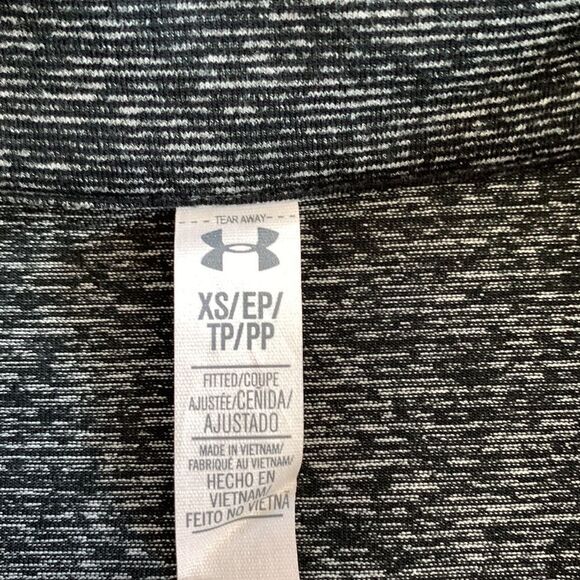 TEAR AWAY
XS/EP/
TP/PP
FITTED/COUPE
AJUSTÉE/CEÑIDA/
AJUSTADO
MADE IN VIETNAM/
FABRIQUÉ AU VIETNAM/
HECHO EN
VIETNAM/
FEITO NO VIETNÃ